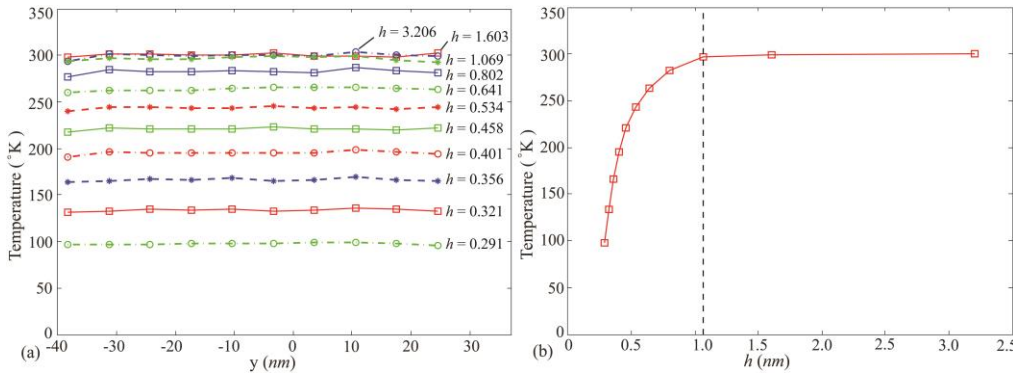 350
300
250
200
150
100
50
0
Temperature (°K)
-40
-30
-20
-10
0
10
20
30
y (nm)
(a)
h = 3.206
h = 1.603
h = 1.069
h = 0.802
h = 0.641
h = 0.534
h = 0.458
h = 0.401
h = 0.356
h = 0.321
h = 0.291
350
300
250
200
150
100
50
0
Temperature (°K)
0
0.5
1.0
1.5
2.0
2.5
3.0
2.5
h (nm)
(b)